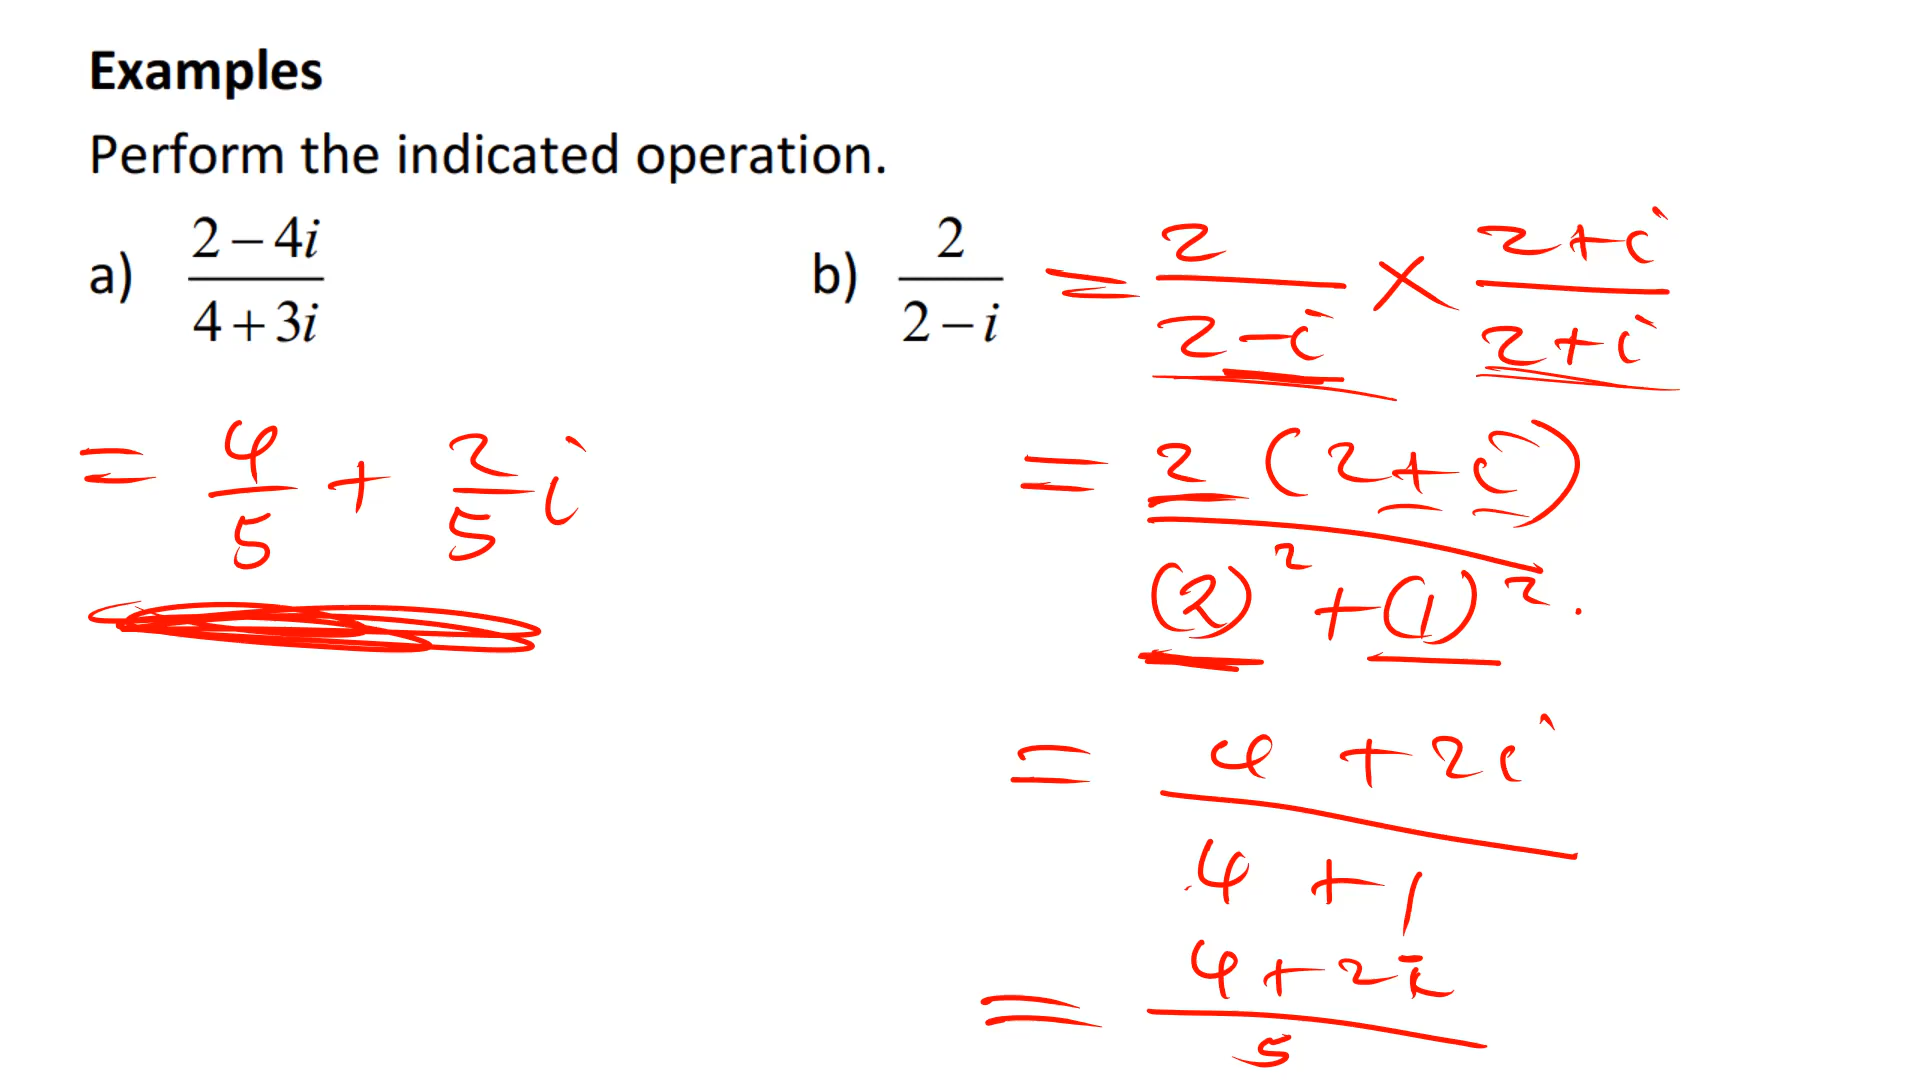 Examples
Perform the indicated operation.
a) (2 − 4i)/(4 + 3i)
= 4/5 + 2/5 i
b) 2/(2 − i) = 2/(2 − i) × (2 + i)/(2 + i)
= 2(2 + i)/((2)² + (1)²).
= (4 + 2i)/(4 + 1)
= (4 + 2i)/5